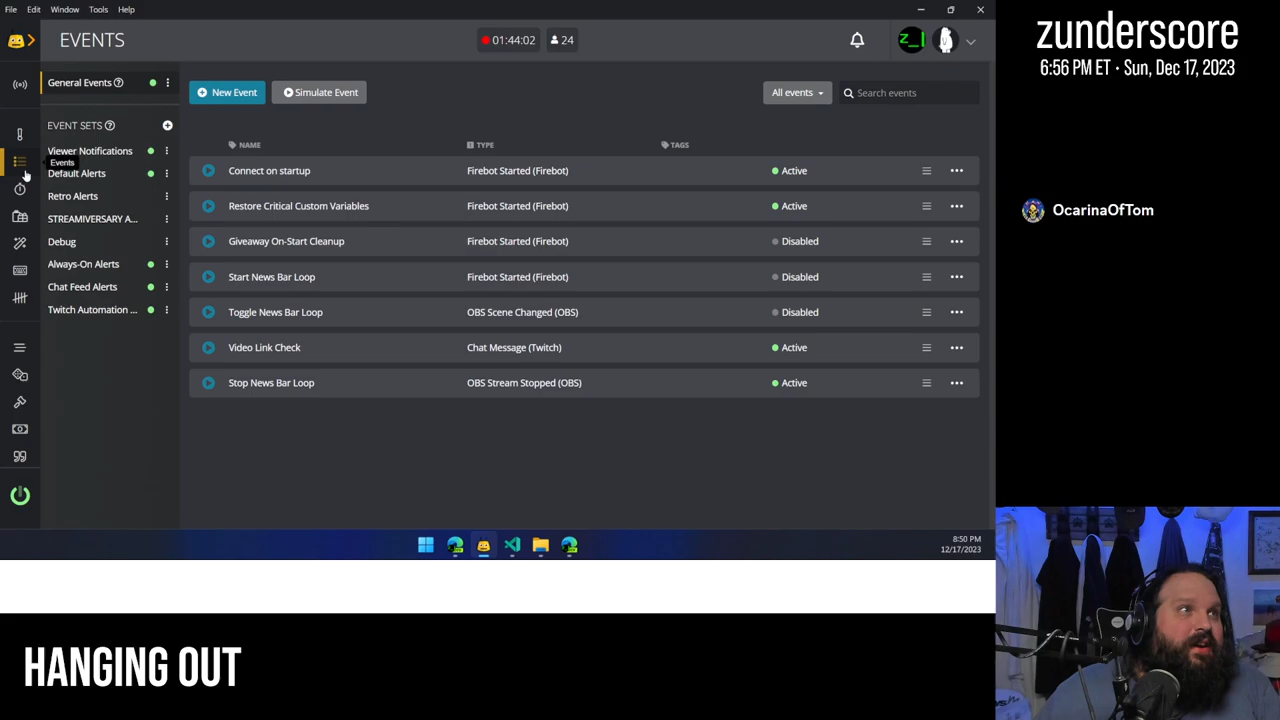 File Edit Window Tools Help
EVENTS
01:44:02 24
z_|
zunderscore
6:56 PM ET · Sun, Dec 17, 2023
General Events
New Event
Simulate Event
All events
Search events
EVENT SETS
Viewer Notifications
Events
Default Alerts
Retro Alerts
STREAMIVERSARY A...
Debug
Always-On Alerts
Chat Feed Alerts
Twitch Automation ...
NAME TYPE TAGS
Connect on startup Firebot Started (Firebot) Active
Restore Critical Custom Variables Firebot Started (Firebot) Active
Giveaway On-Start Cleanup Firebot Started (Firebot) Disabled
Start News Bar Loop Firebot Started (Firebot) Disabled
Toggle News Bar Loop OBS Scene Changed (OBS) Disabled
Video Link Check Chat Message (Twitch) Active
Stop News Bar Loop OBS Stream Stopped (OBS) Active
OcarinaOfTom
8:50 PM
12/17/2023
HANGING OUT